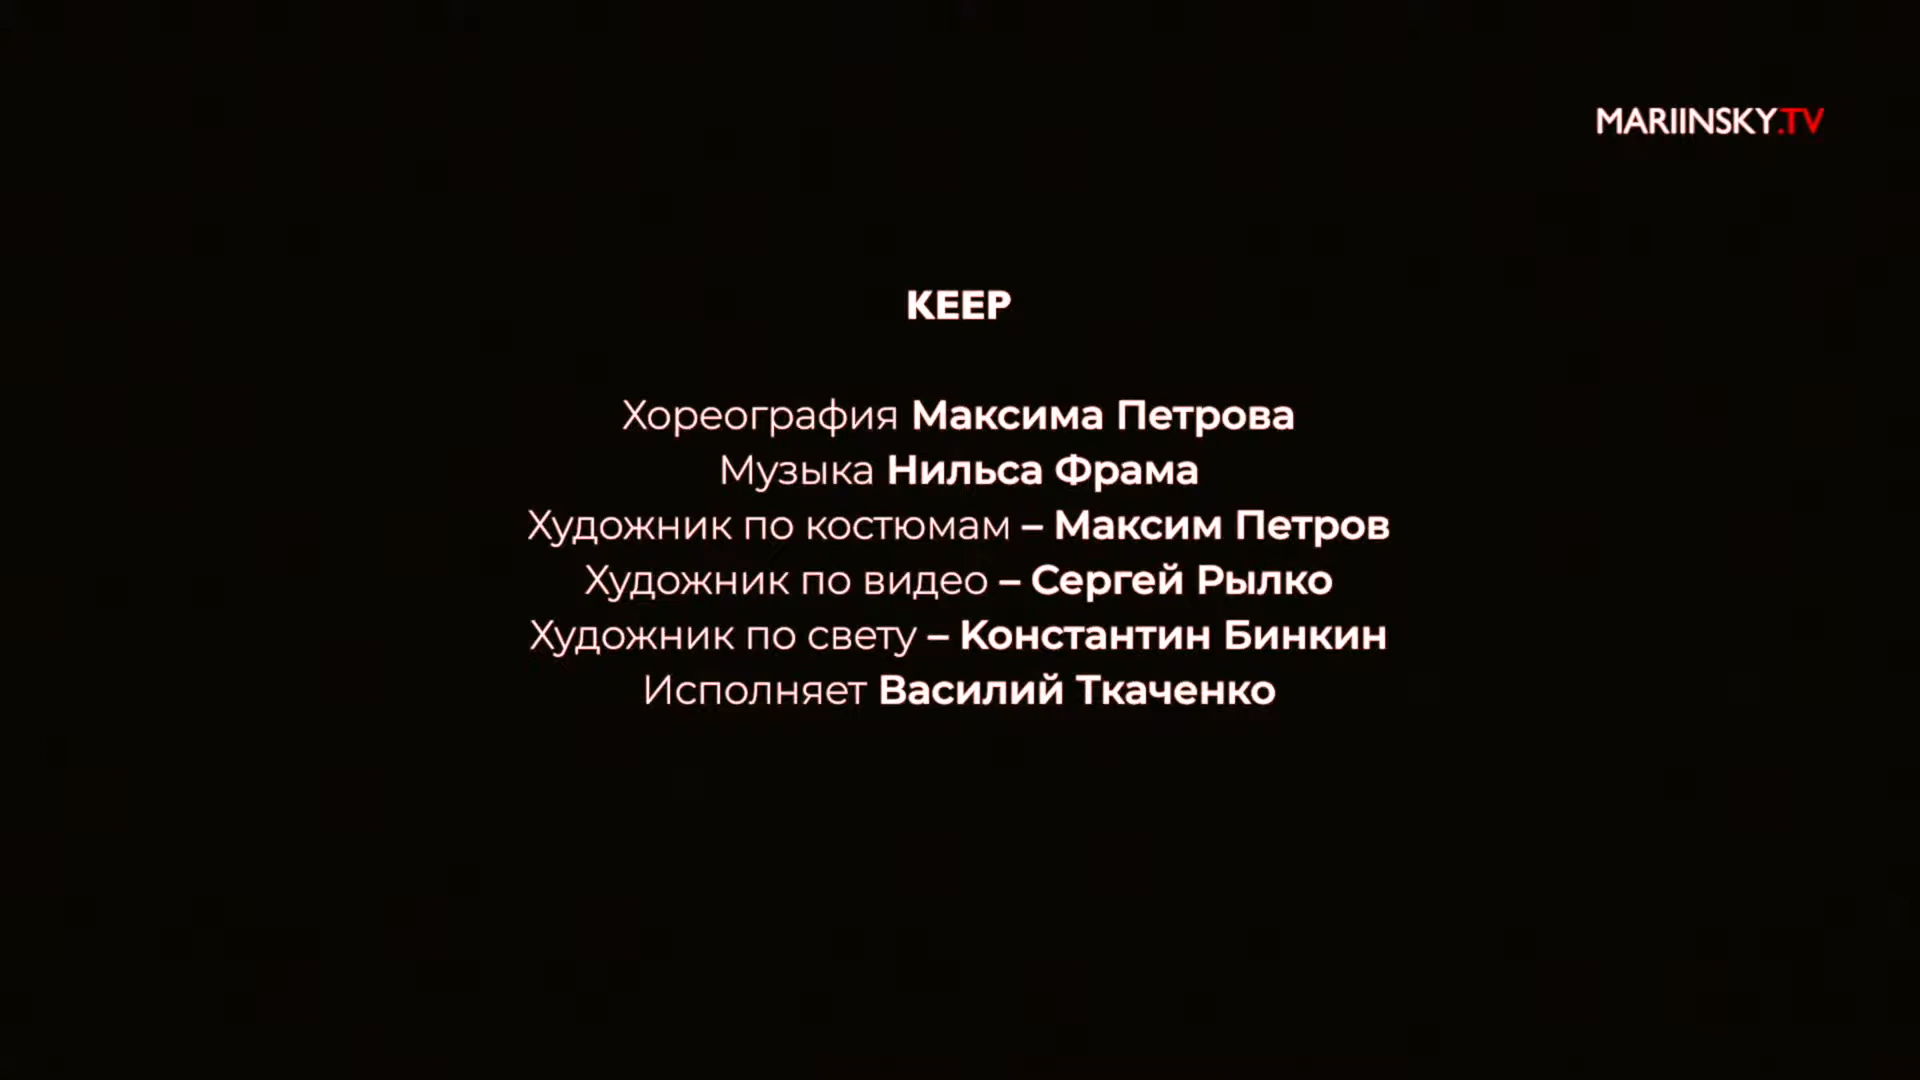 MARIINSKY.TV
KEEP
Хореография Максима Петрова
Музыка Нильса Фрама
Художник по костюмам – Максим Петров
Художник по видео – Сергей Рылко
Художник по свету – Константин Бинкин
Исполняет Василий Ткаченко